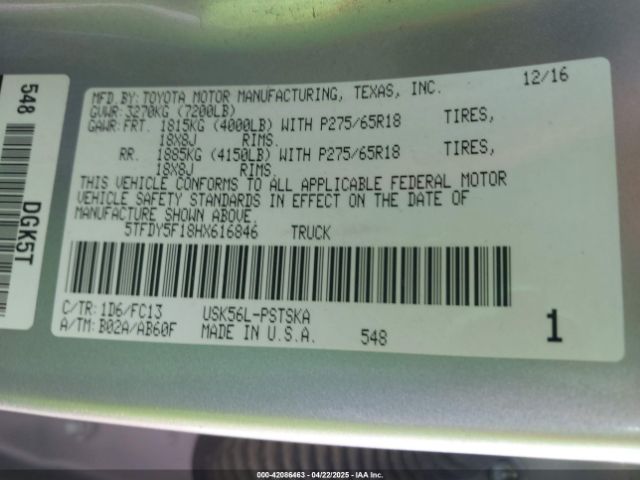 548
DGK5T
12/16
MFD BY: TOYOTA MOTOR MANUFACTURING, TEXAS, INC.
GVWR: 3270KG (7200LB)
GAWR: FRT. 1815KG (4000LB) WITH P275/65R18 TIRES,
18X8J RIMS.
RR. 1885KG (4150LB) WITH P275/65R18 TIRES,
18X8J RIMS.
THIS VEHICLE CONFORMS TO ALL APPLICABLE FEDERAL MOTOR
VEHICLE SAFETY STANDARDS IN EFFECT ON THE DATE OF
MANUFACTURE SHOWN ABOVE.
5TFDY5F18HX616846 TRUCK
C/TR: 1D6/FC13 USK56L-PSTSKA
A/TM: B02A/AB60F MADE IN U.S.A. 548
1
000-42086463 - 04/22/2025 - IAA Inc.